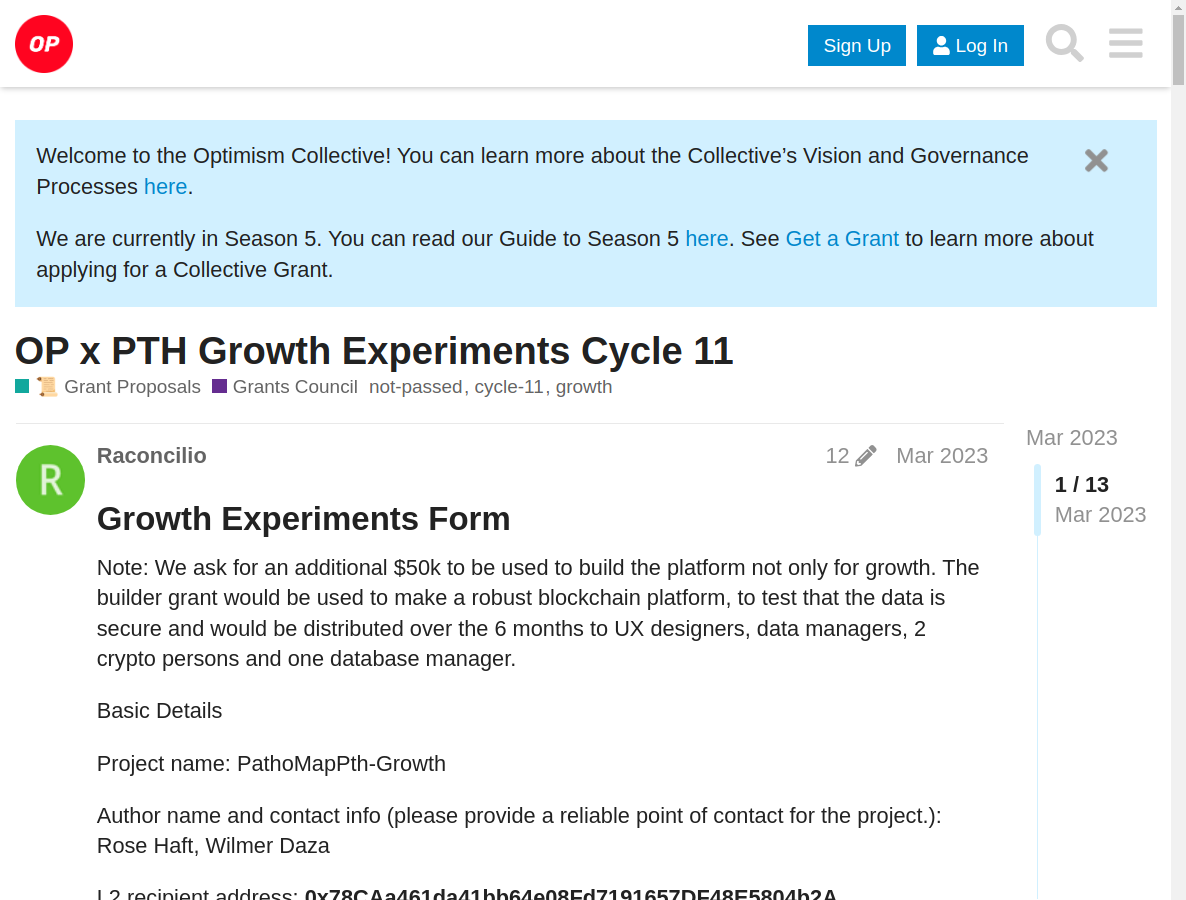 OP
Sign Up
Log In
Welcome to the Optimism Collective! You can learn more about the Collective’s Vision and Governance
Processes here.
We are currently in Season 5. You can read our Guide to Season 5 here. See Get a Grant to learn more about
applying for a Collective Grant.
OP x PTH Growth Experiments Cycle 11
📜 Grant Proposals Grants Council not-passed, cycle-11, growth
Mar 2023
R
Raconcilio
12 Mar 2023
1 / 13
Mar 2023
Growth Experiments Form
Note: We ask for an additional $50k to be used to build the platform not only for growth. The
builder grant would be used to make a robust blockchain platform, to test that the data is
secure and would be distributed over the 6 months to UX designers, data managers, 2
crypto persons and one database manager.
Basic Details
Project name: PathoMapPth-Growth
Author name and contact info (please provide a reliable point of contact for the project.):
Rose Haft, Wilmer Daza
L2 recipient address: 0x78CAa461da41bb64e08Fd7191657DF48E5804b2A